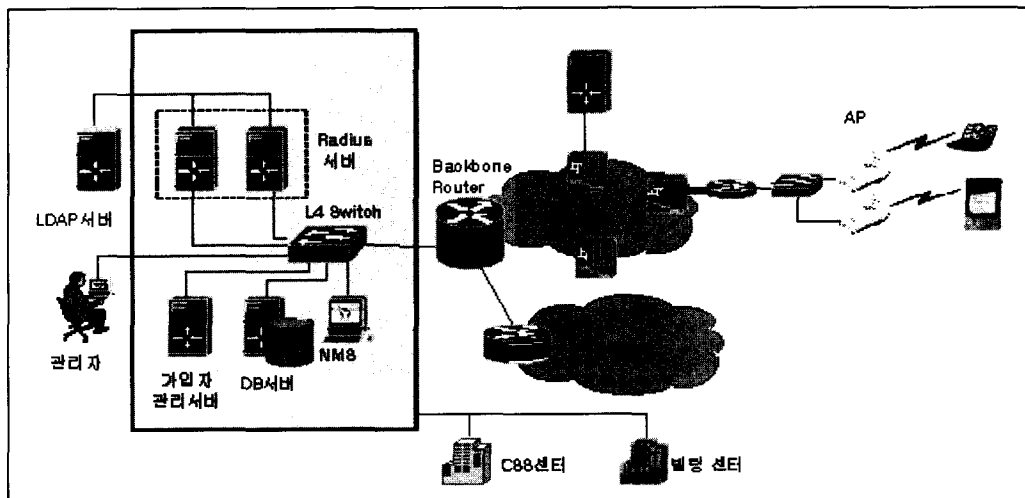 Radius
서버
AP
Backbone
Router
LDAP서버
L4 Switch
관리자
가입자
관리서버
DB서버
NMS
CSS센터
빌링 센터